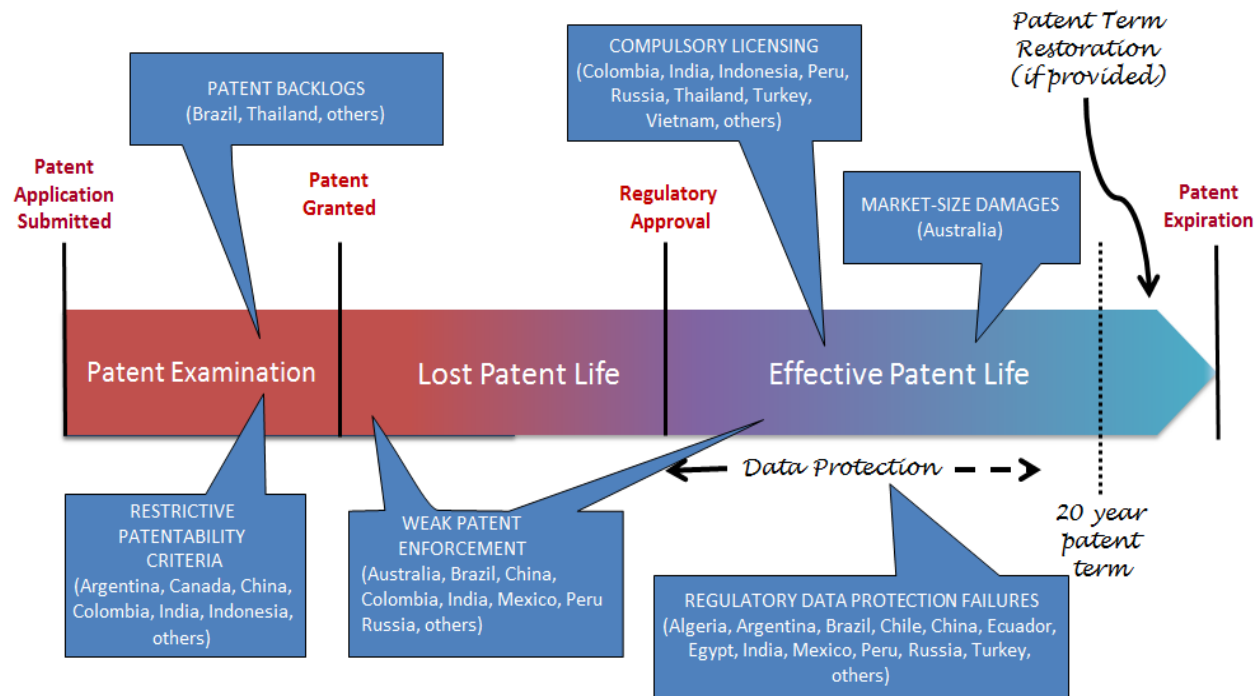 PATENT BACKLOGS
(Brazil, Thailand, others)
COMPULSORY LICENSING
(Colombia, India, Indonesia, Peru,
Russia, Thailand, Turkey,
Vietnam, others)
Patent Term
Restoration
(if provided)
Patent
Application
Submitted
Patent
Granted
Regulatory
Approval
MARKET-SIZE DAMAGES
(Australia)
Patent
Expiration
Patent Examination
Lost Patent Life
Effective Patent Life
Data Protection
20 year
patent
term
RESTRICTIVE
PATENTABILITY
CRITERIA
(Argentina, Canada, China,
Colombia, India, Indonesia,
others)
WEAK PATENT
ENFORCEMENT
(Australia, Brazil, China,
Colombia, India, Mexico, Peru
Russia, others)
REGULATORY DATA PROTECTION FAILURES
(Algeria, Argentina, Brazil, Chile, China, Ecuador,
Egypt, India, Mexico, Peru, Russia, Turkey,
others)